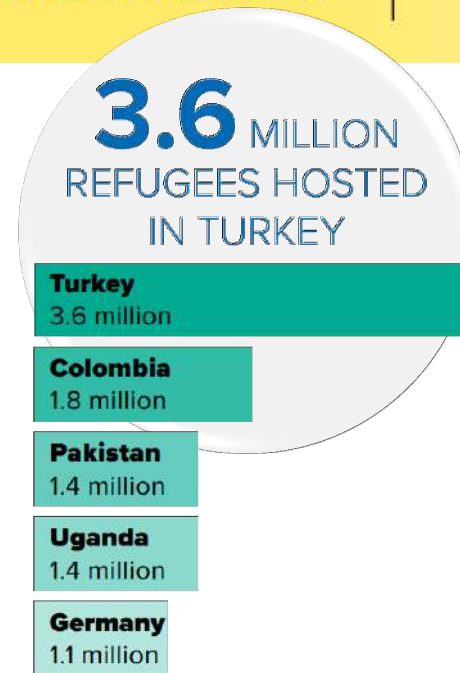 3.6 MILLION
REFUGEES HOSTED
IN TURKEY
Turkey
3.6 million
Colombia
1.8 million
Pakistan
1.4 million
Uganda
1.4 million
Germany
1.1 million